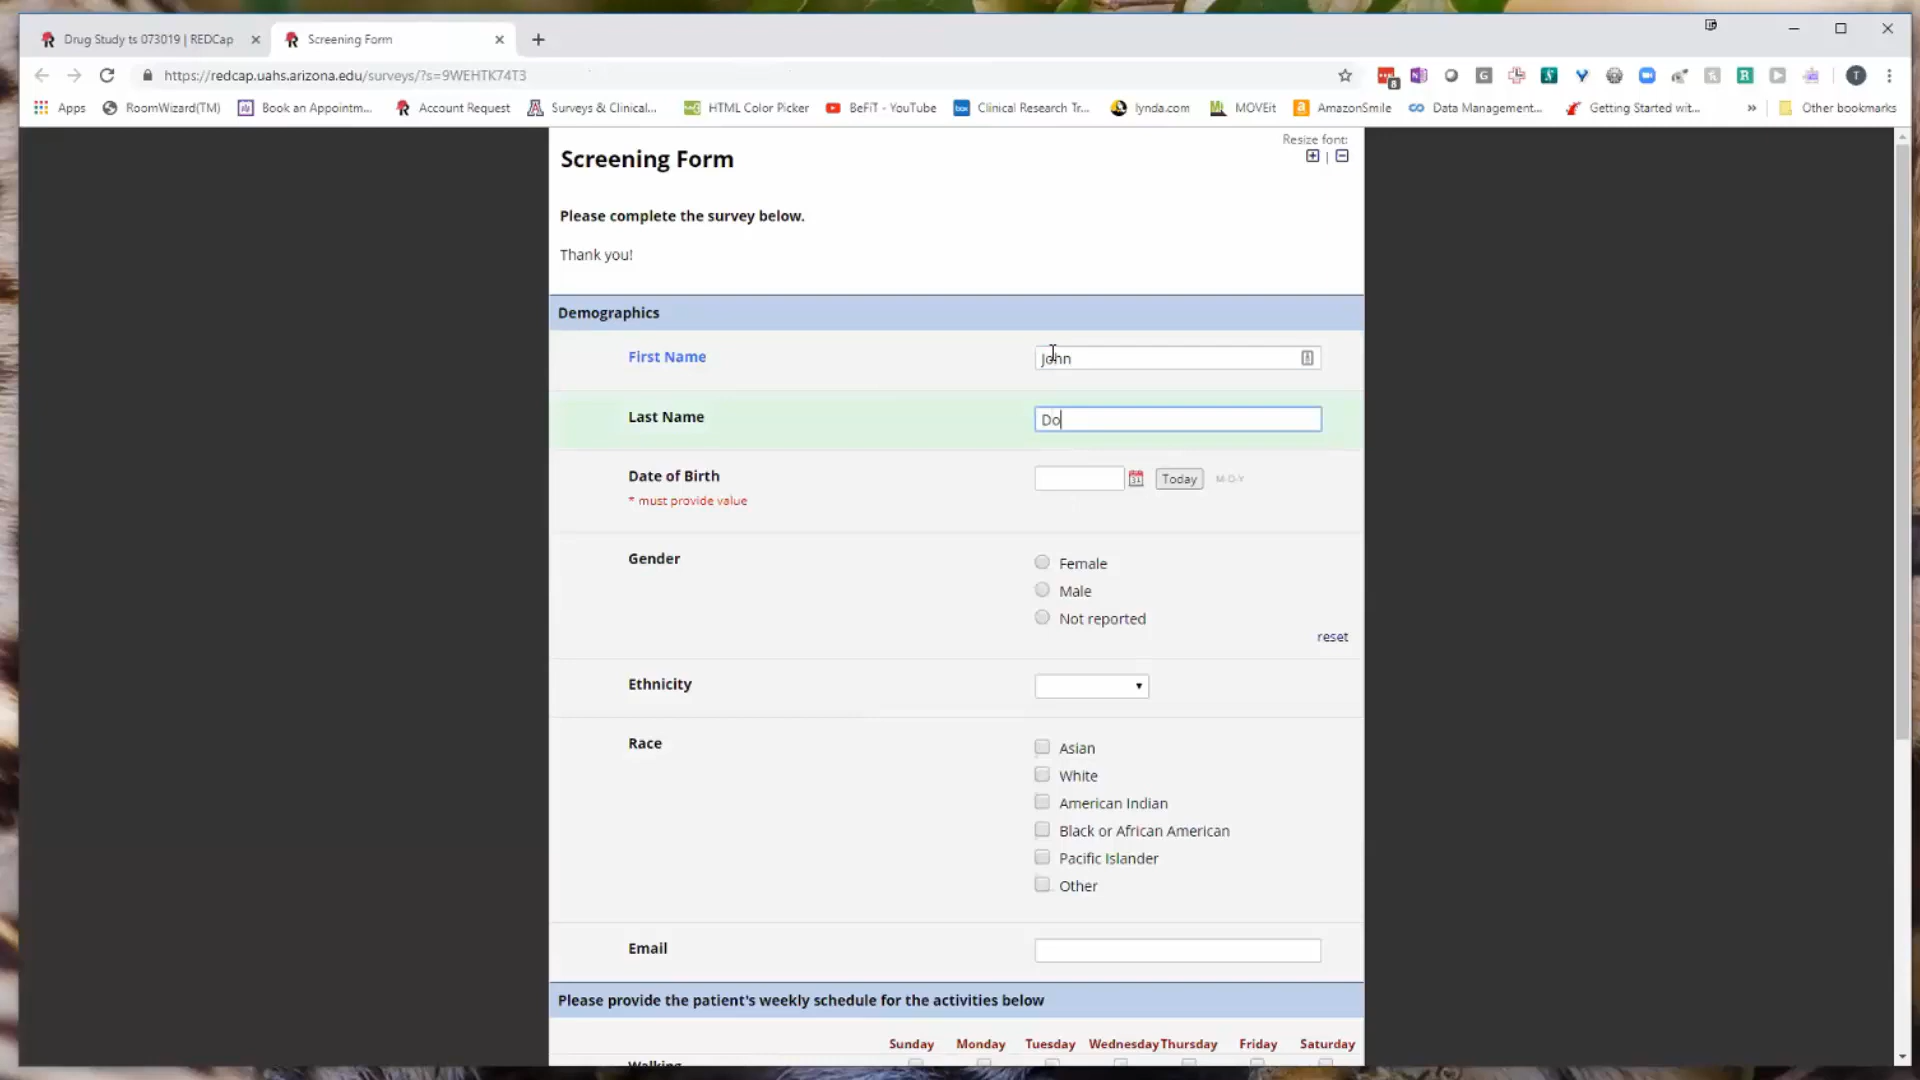 Drug Study ts 073019 | REDCap
Screening Form
https://redcap.uahs.arizona.edu/surveys/?s=9WEHTK74T3
8
G
R
T
Apps
RoomWizard(TM)
Book an Appointm...
Account Request
Surveys & Clinical...
HTML Color Picker
BeFiT - YouTube
Clinical Research Tr...
lynda.com
MOVEit
AmazonSmile
Data Management...
Getting Started wit...
»
Other bookmarks
Resize font:
Screening Form
Please complete the survey below.
Thank you!
Demographics
First Name
John
Last Name
Do
Date of Birth
Today
M-D-Y
* must provide value
Gender
Female
Male
Not reported
reset
Ethnicity
Race
Asian
White
American Indian
Black or African American
Pacific Islander
Other
Email
Please provide the patient's weekly schedule for the activities below
Sunday Monday Tuesday Wednesday Thursday Friday Saturday
Walking